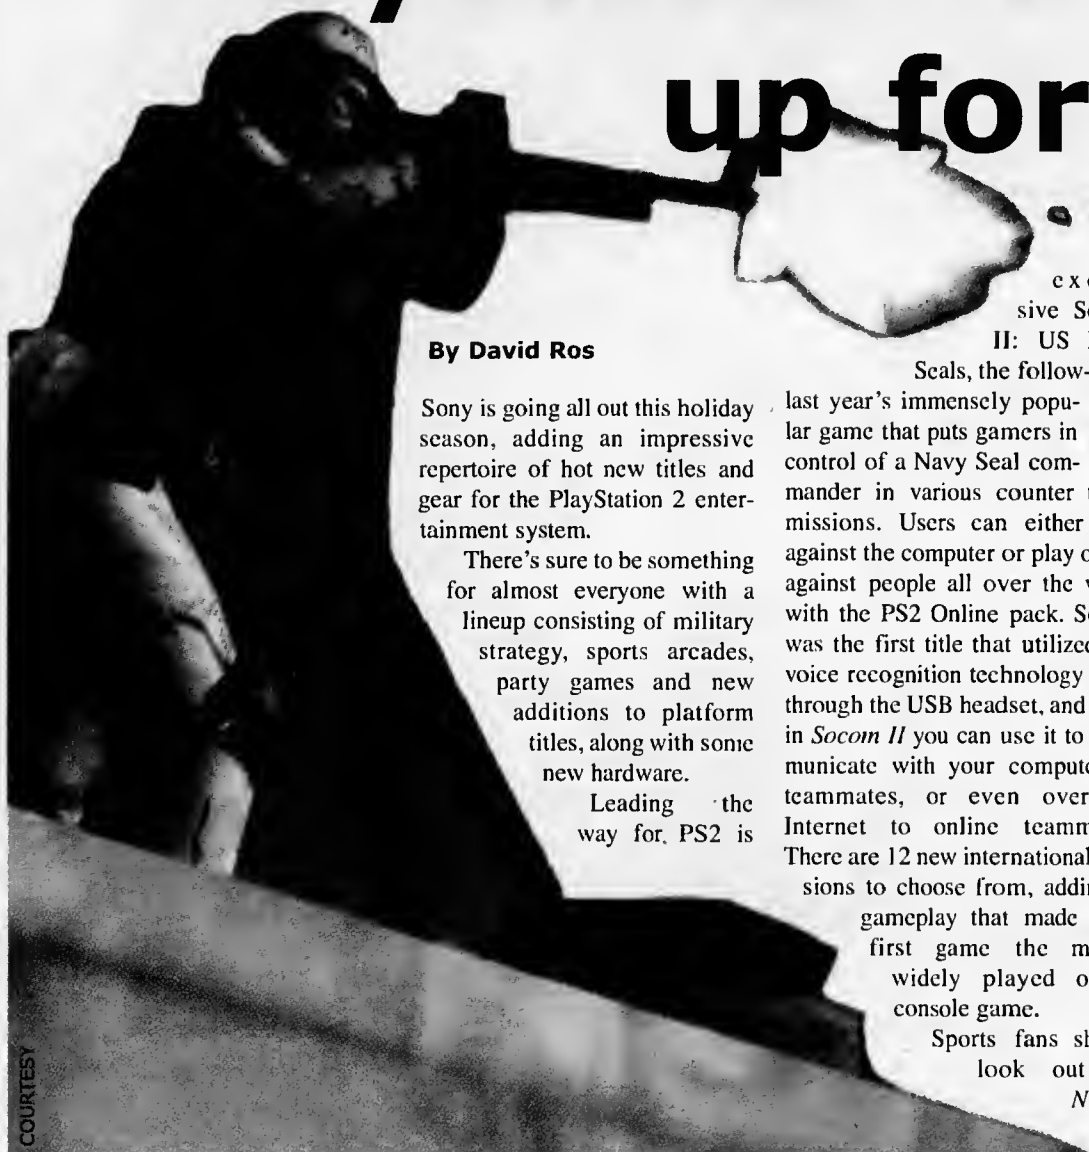 up for
By David Ros
Sony is going all out this holiday
season, adding an impressive
repertoire of hot new titles and
gear for the PlayStation 2 enter-
tainment system.
There's sure to be something
for almost everyone with a
lineup consisting of military
strategy, sports arcades,
party games and new
additions to platform
titles, along with some
new hardware.
Leading the
way for PS2 is
sive
II: US
Seals, the follow-
last year's immensely popu-
lar game that puts gamers in
control of a Navy Seal com-
mander in various counter
missions. Users can either
against the computer or play
against people all over the
with the PS2 Online pack.
was the first title that utilized
voice recognition technology
through the USB headset, and
in Socom II you can use it to
municate with your
teammates, or even over
Internet to online
There are 12 new international
sions to choose from,
gameplay that made
first game the
widely played
console game.
Sports fans
look out
COURTESY